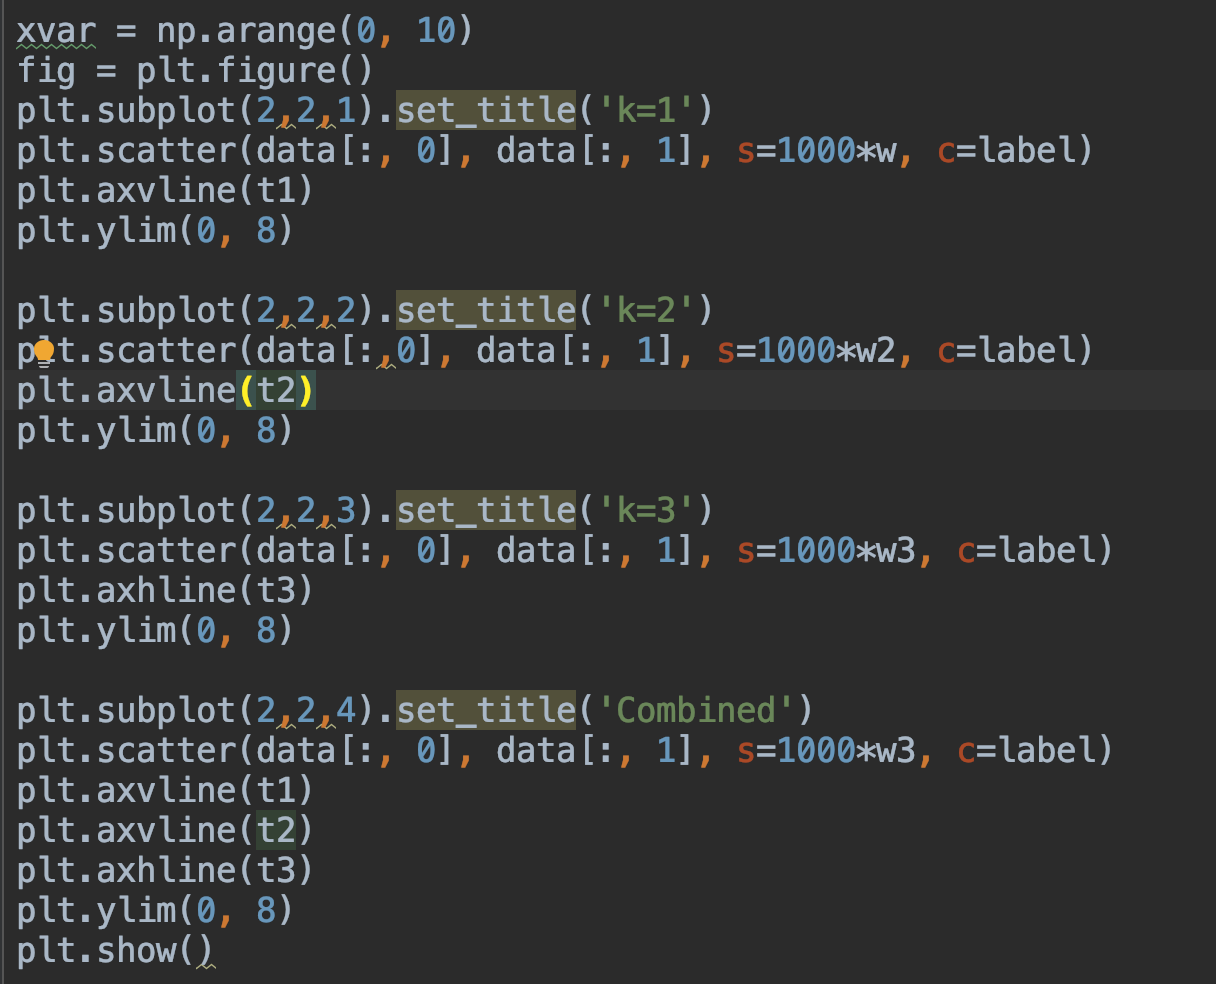 xvar = np.arange(0, 10)
fig = plt.figure()
plt.subplot(2,2,1).set_title('k=1')
plt.scatter(data[:, 0], data[:, 1], s=1000*w, c=label)
plt.axvline(t1)
plt.ylim(0, 8)
plt.subplot(2,2,2).set_title('k=2')
plt.scatter(data[:,0], data[:, 1], s=1000*w2, c=label)
plt.axvline(t2)
plt.ylim(0, 8)
plt.subplot(2,2,3).set_title('k=3')
plt.scatter(data[:, 0], data[:, 1], s=1000*w3, c=label)
plt.axhline(t3)
plt.ylim(0, 8)
plt.subplot(2,2,4).set_title('Combined')
plt.scatter(data[:, 0], data[:, 1], s=1000*w3, c=label)
plt.axvline(t1)
plt.axvline(t2)
plt.axhline(t3)
plt.ylim(0, 8)
plt.show()